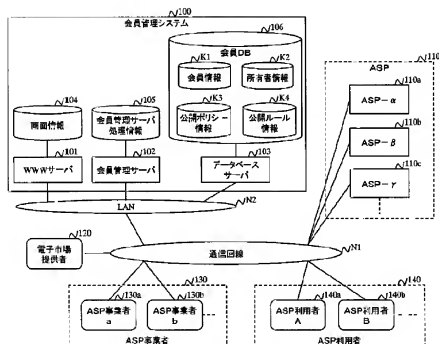 100
会員管理システム
106
会員DB
K1
K2
会員情報
所有者情報
K3
K4
公開ポリシー
情報
公開ルール
情報
104
画面情報
105
会員管理サーバ
処理情報
101
WWWサーバ
102
会員管理サーバ
103
データベース
サーバ
LAN
N2
110
ASP
110a
ASP-α
110b
ASP-β
110c
ASP-γ
120
電子市場
提供者
通信回線
N1
130
130a
ASP事業者
a
130b
ASP事業者
b
ASP事業者
140
140a
ASP利用者
A
140b
ASP利用者
B
ASP利用者